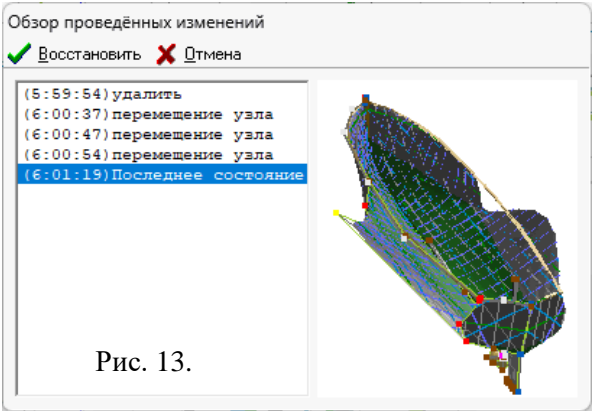 Обзор проведённых изменений
Восстановить Отмена
(5:59:54)удалить
(6:00:37)перемещение узла
(6:00:47)перемещение узла
(6:00:54)перемещение узла
(6:01:19)Последнее состояние
Рис. 13.